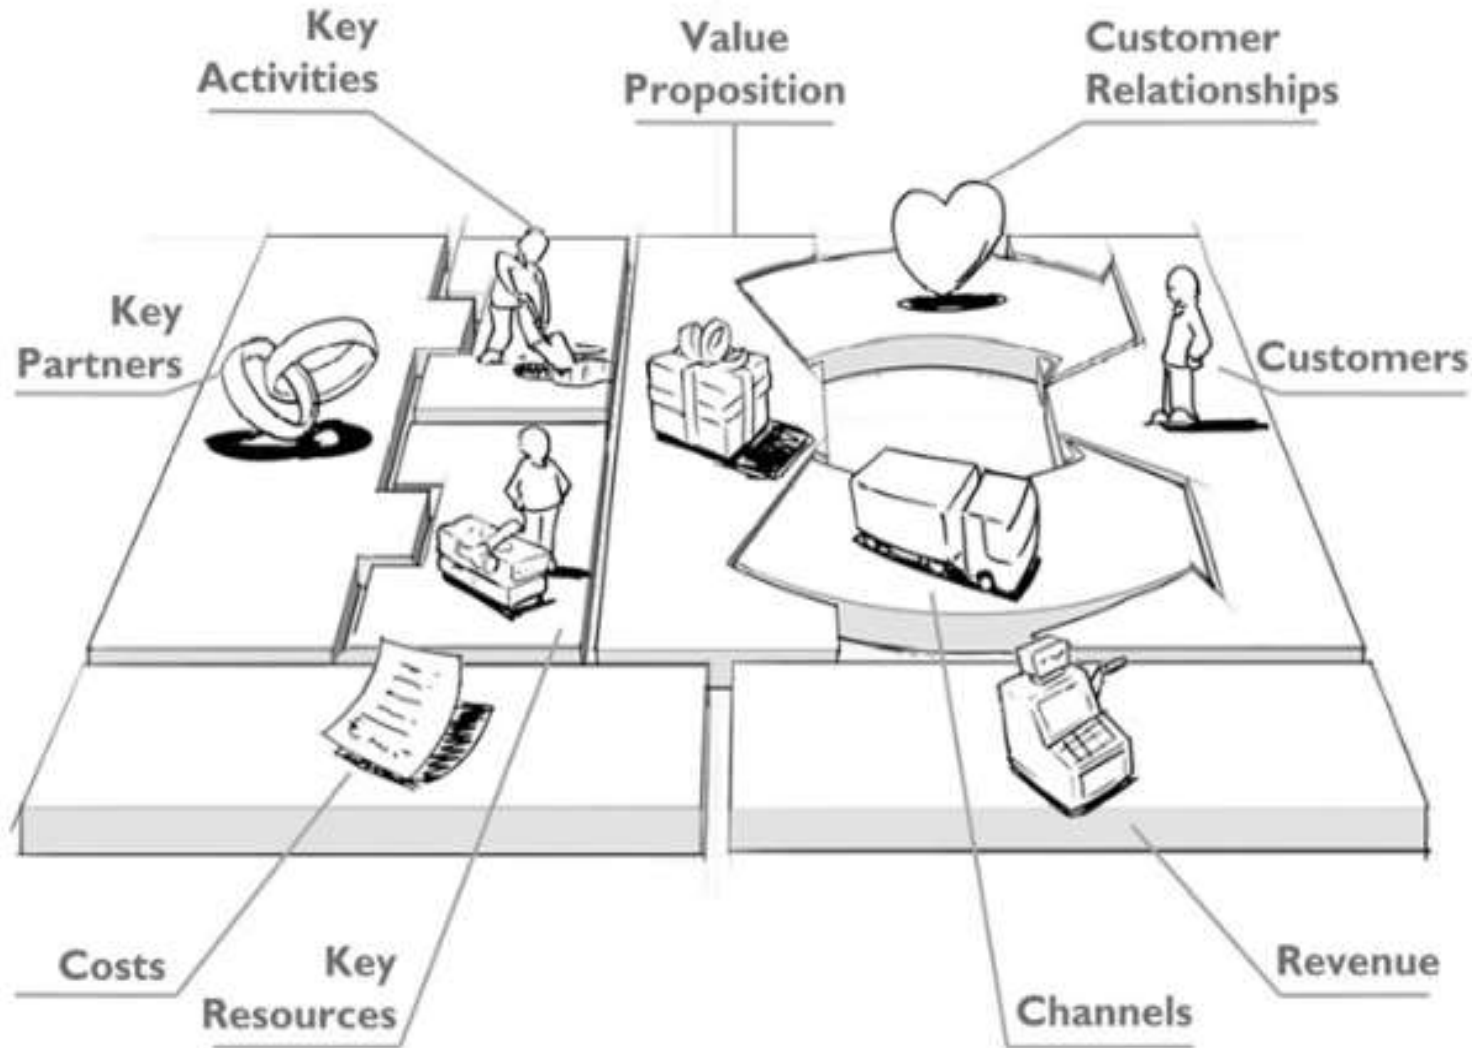 Key
Activities
Value
Proposition
Customer
Relationships
Key
Partners
Customers
Costs
Key
Resources
Channels
Revenue